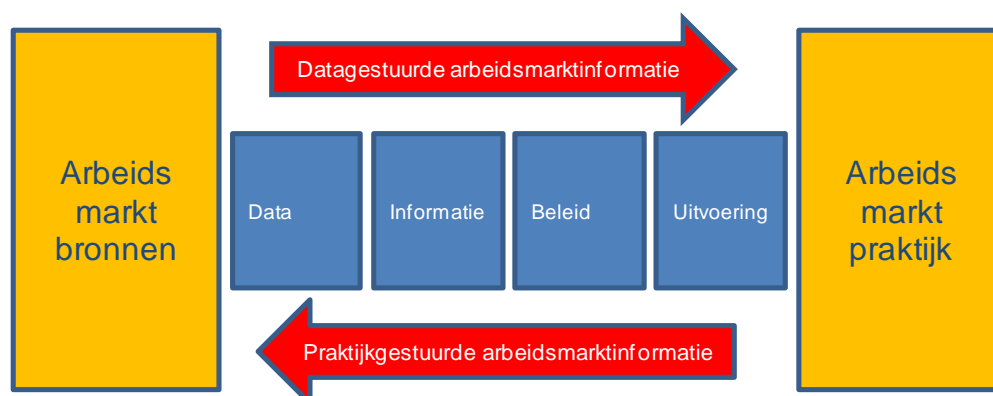 Datagestuurde arbeidsmarktinformatie
Arbeids
markt
bronnen
Data
Informatie
Beleid
Uitvoering
Arbeids
markt
praktijk
Praktijkgestuurde arbeidsmarktinformatie